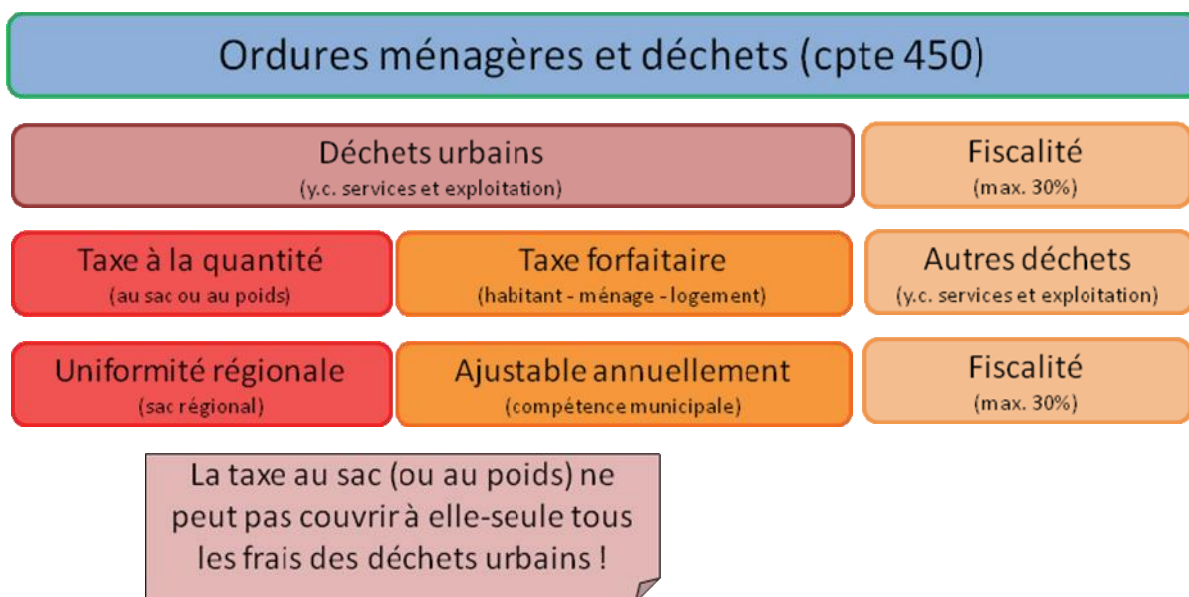 Ordures ménagères et déchets (cpte 450)
Déchets urbains
(y.c. services et exploitation)
Fiscalité
(max. 30%)
Taxe à la quantité
(au sac ou au poids)
Taxe forfaitaire
(habitant - ménage - logement)
Autres déchets
(y.c. services et exploitation)
Uniformité régionale
(sac régional)
Ajustable annuellement
(compétence municipale)
Fiscalité
(max. 30%)
La taxe au sac (ou au poids) ne
peut pas couvrir à elle-seule tous
les frais des déchets urbains !